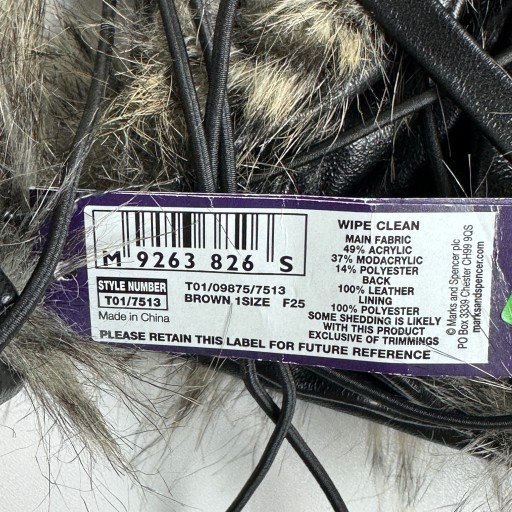 M 9263 826 S
STYLE NUMBER
T01/7513
T01/09875/7513
BROWN 1SIZE F25
Made in China
PLEASE RETAIN THIS LABEL FOR FUTURE REFERENCE
WIPE CLEAN
MAIN FABRIC
49% ACRYLIC
37% MODACRYLIC
14% POLYESTER
BACK
100% LEATHER
LINING
100% POLYESTER
SOME SHEDDING IS LIKELY
WITH THIS PRODUCT
EXCLUSIVE OF TRIMMINGS
© Marks and Spencer plc
PO Box 3339 Chester CH99 9QS
marksandspencer.com